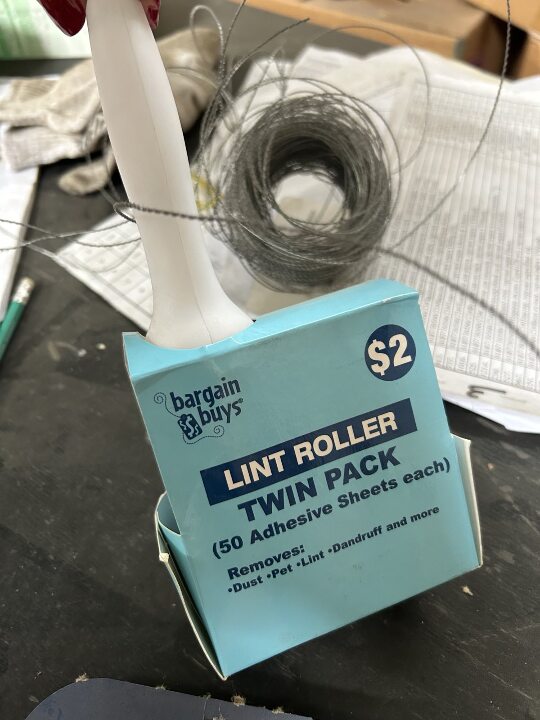 $2
bargain
buys®
LINT ROLLER
TWIN PACK
(50 Adhesive Sheets each)
Removes:
•Dust •Pet •Lint •Dandruff and more